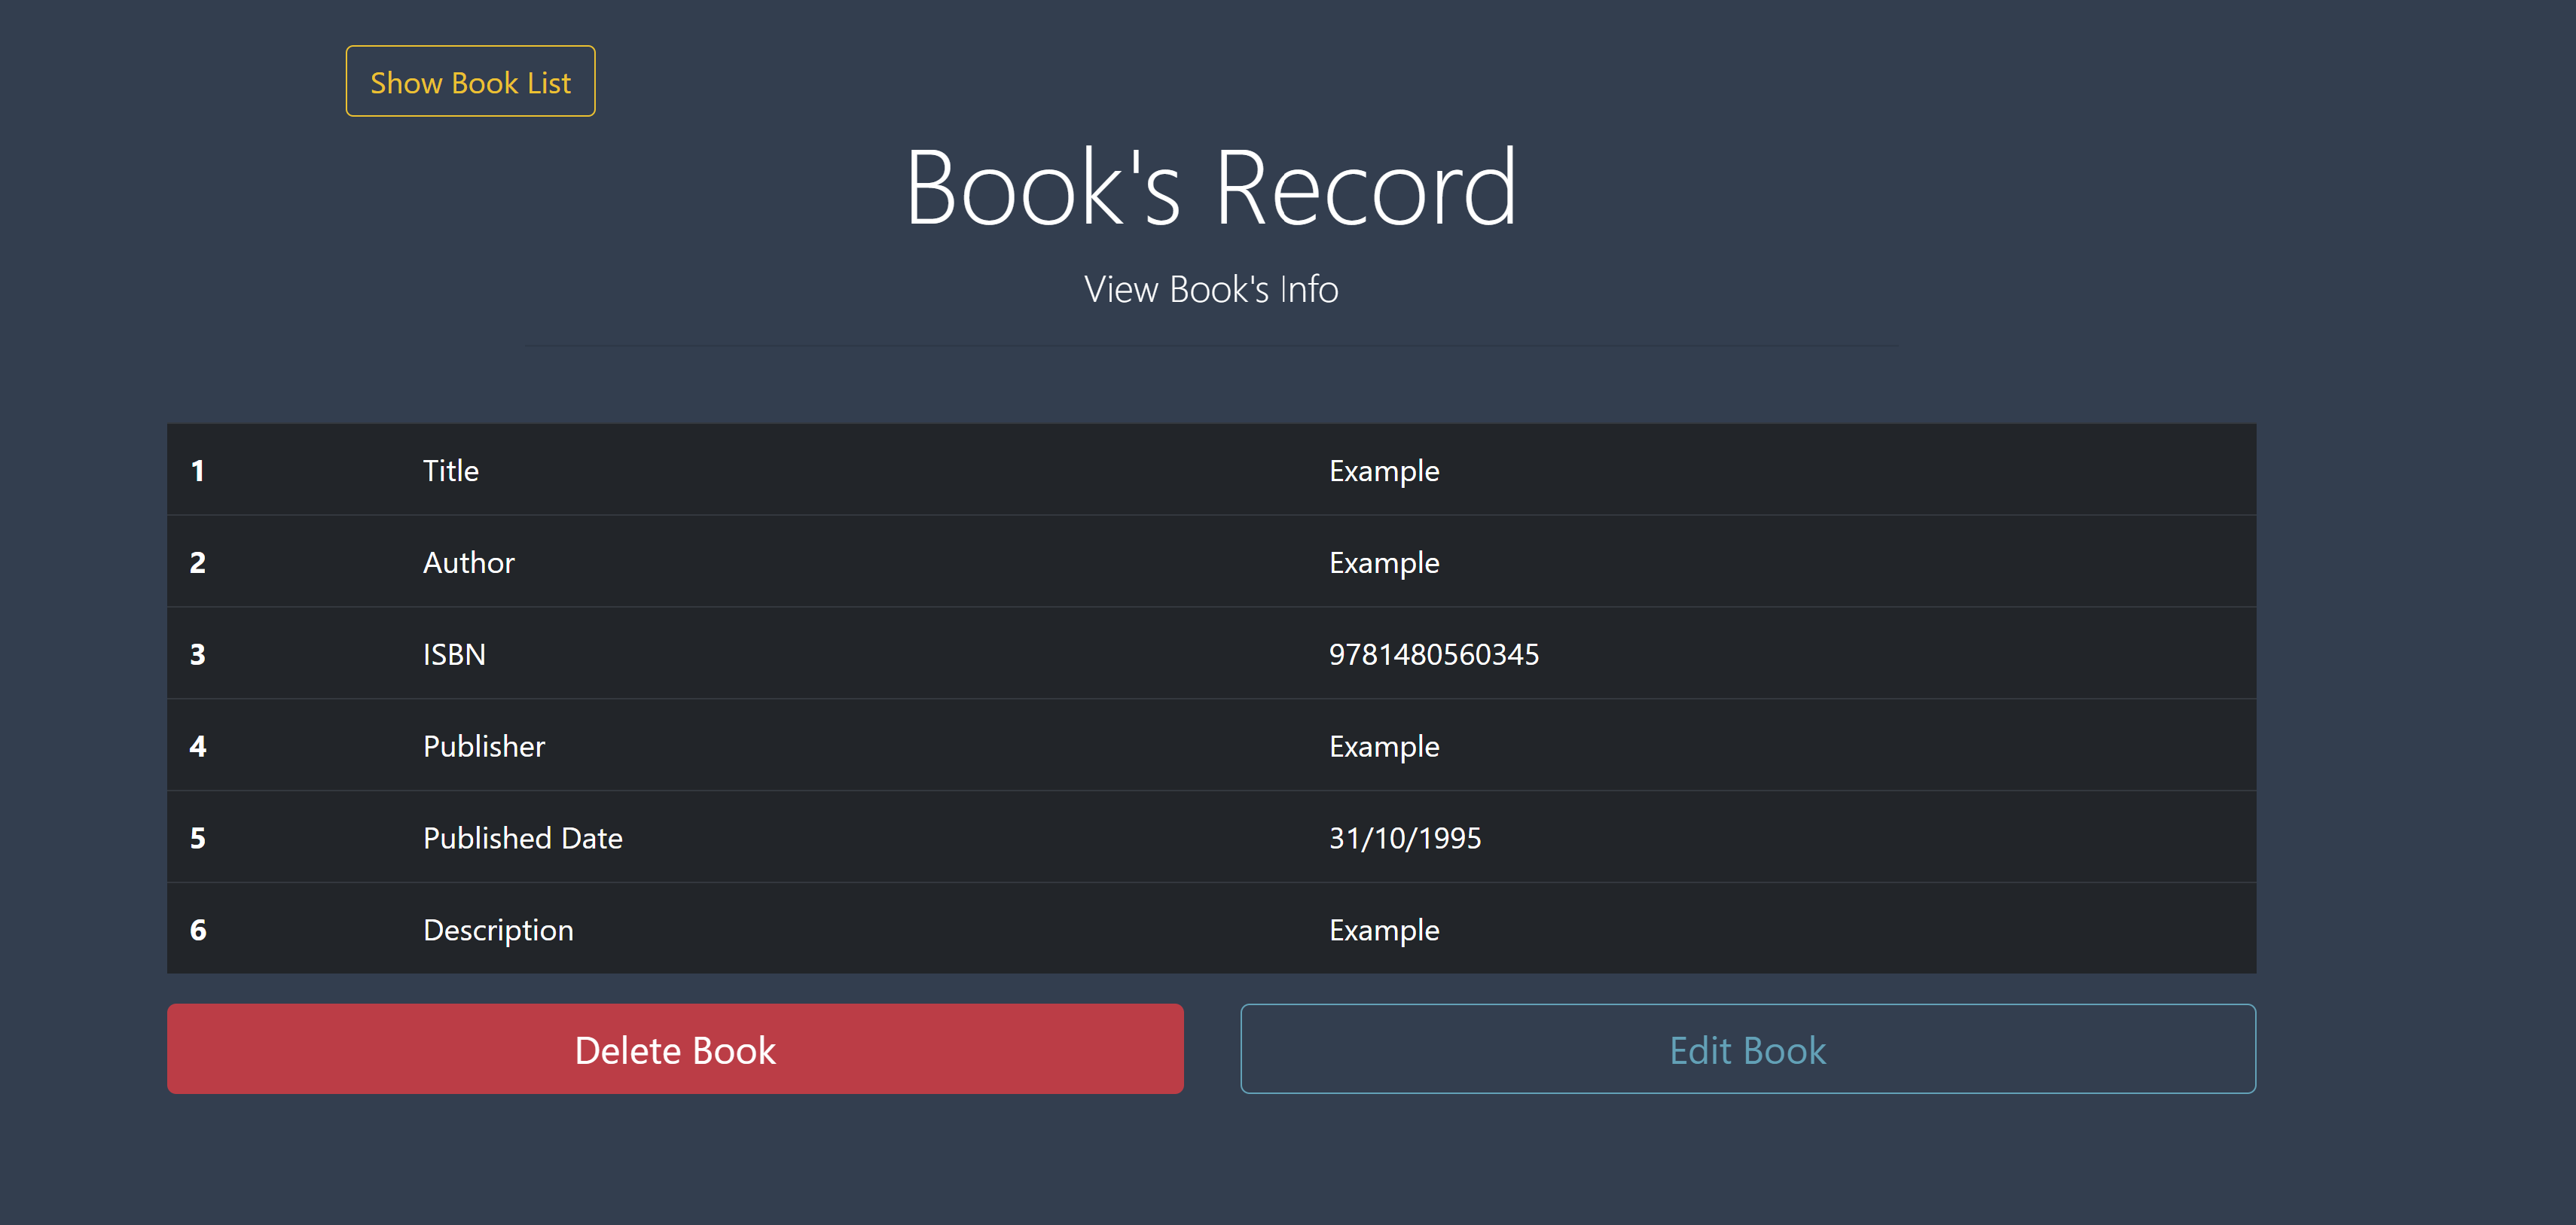 Show Book List
Book's Record
View Book's Info
1 Title Example
2 Author Example
3 ISBN 9781480560345
4 Publisher Example
5 Published Date 31/10/1995
6 Description Example
Delete Book Edit Book